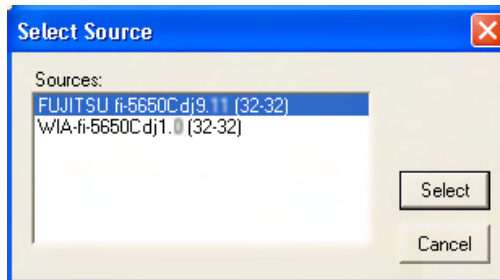 Select Source
Sources:
FUJITSU fi-5650Cdj9.11 (32-32)
WIA-fi-5650Cdj1.0 (32-32)
Select
Cancel